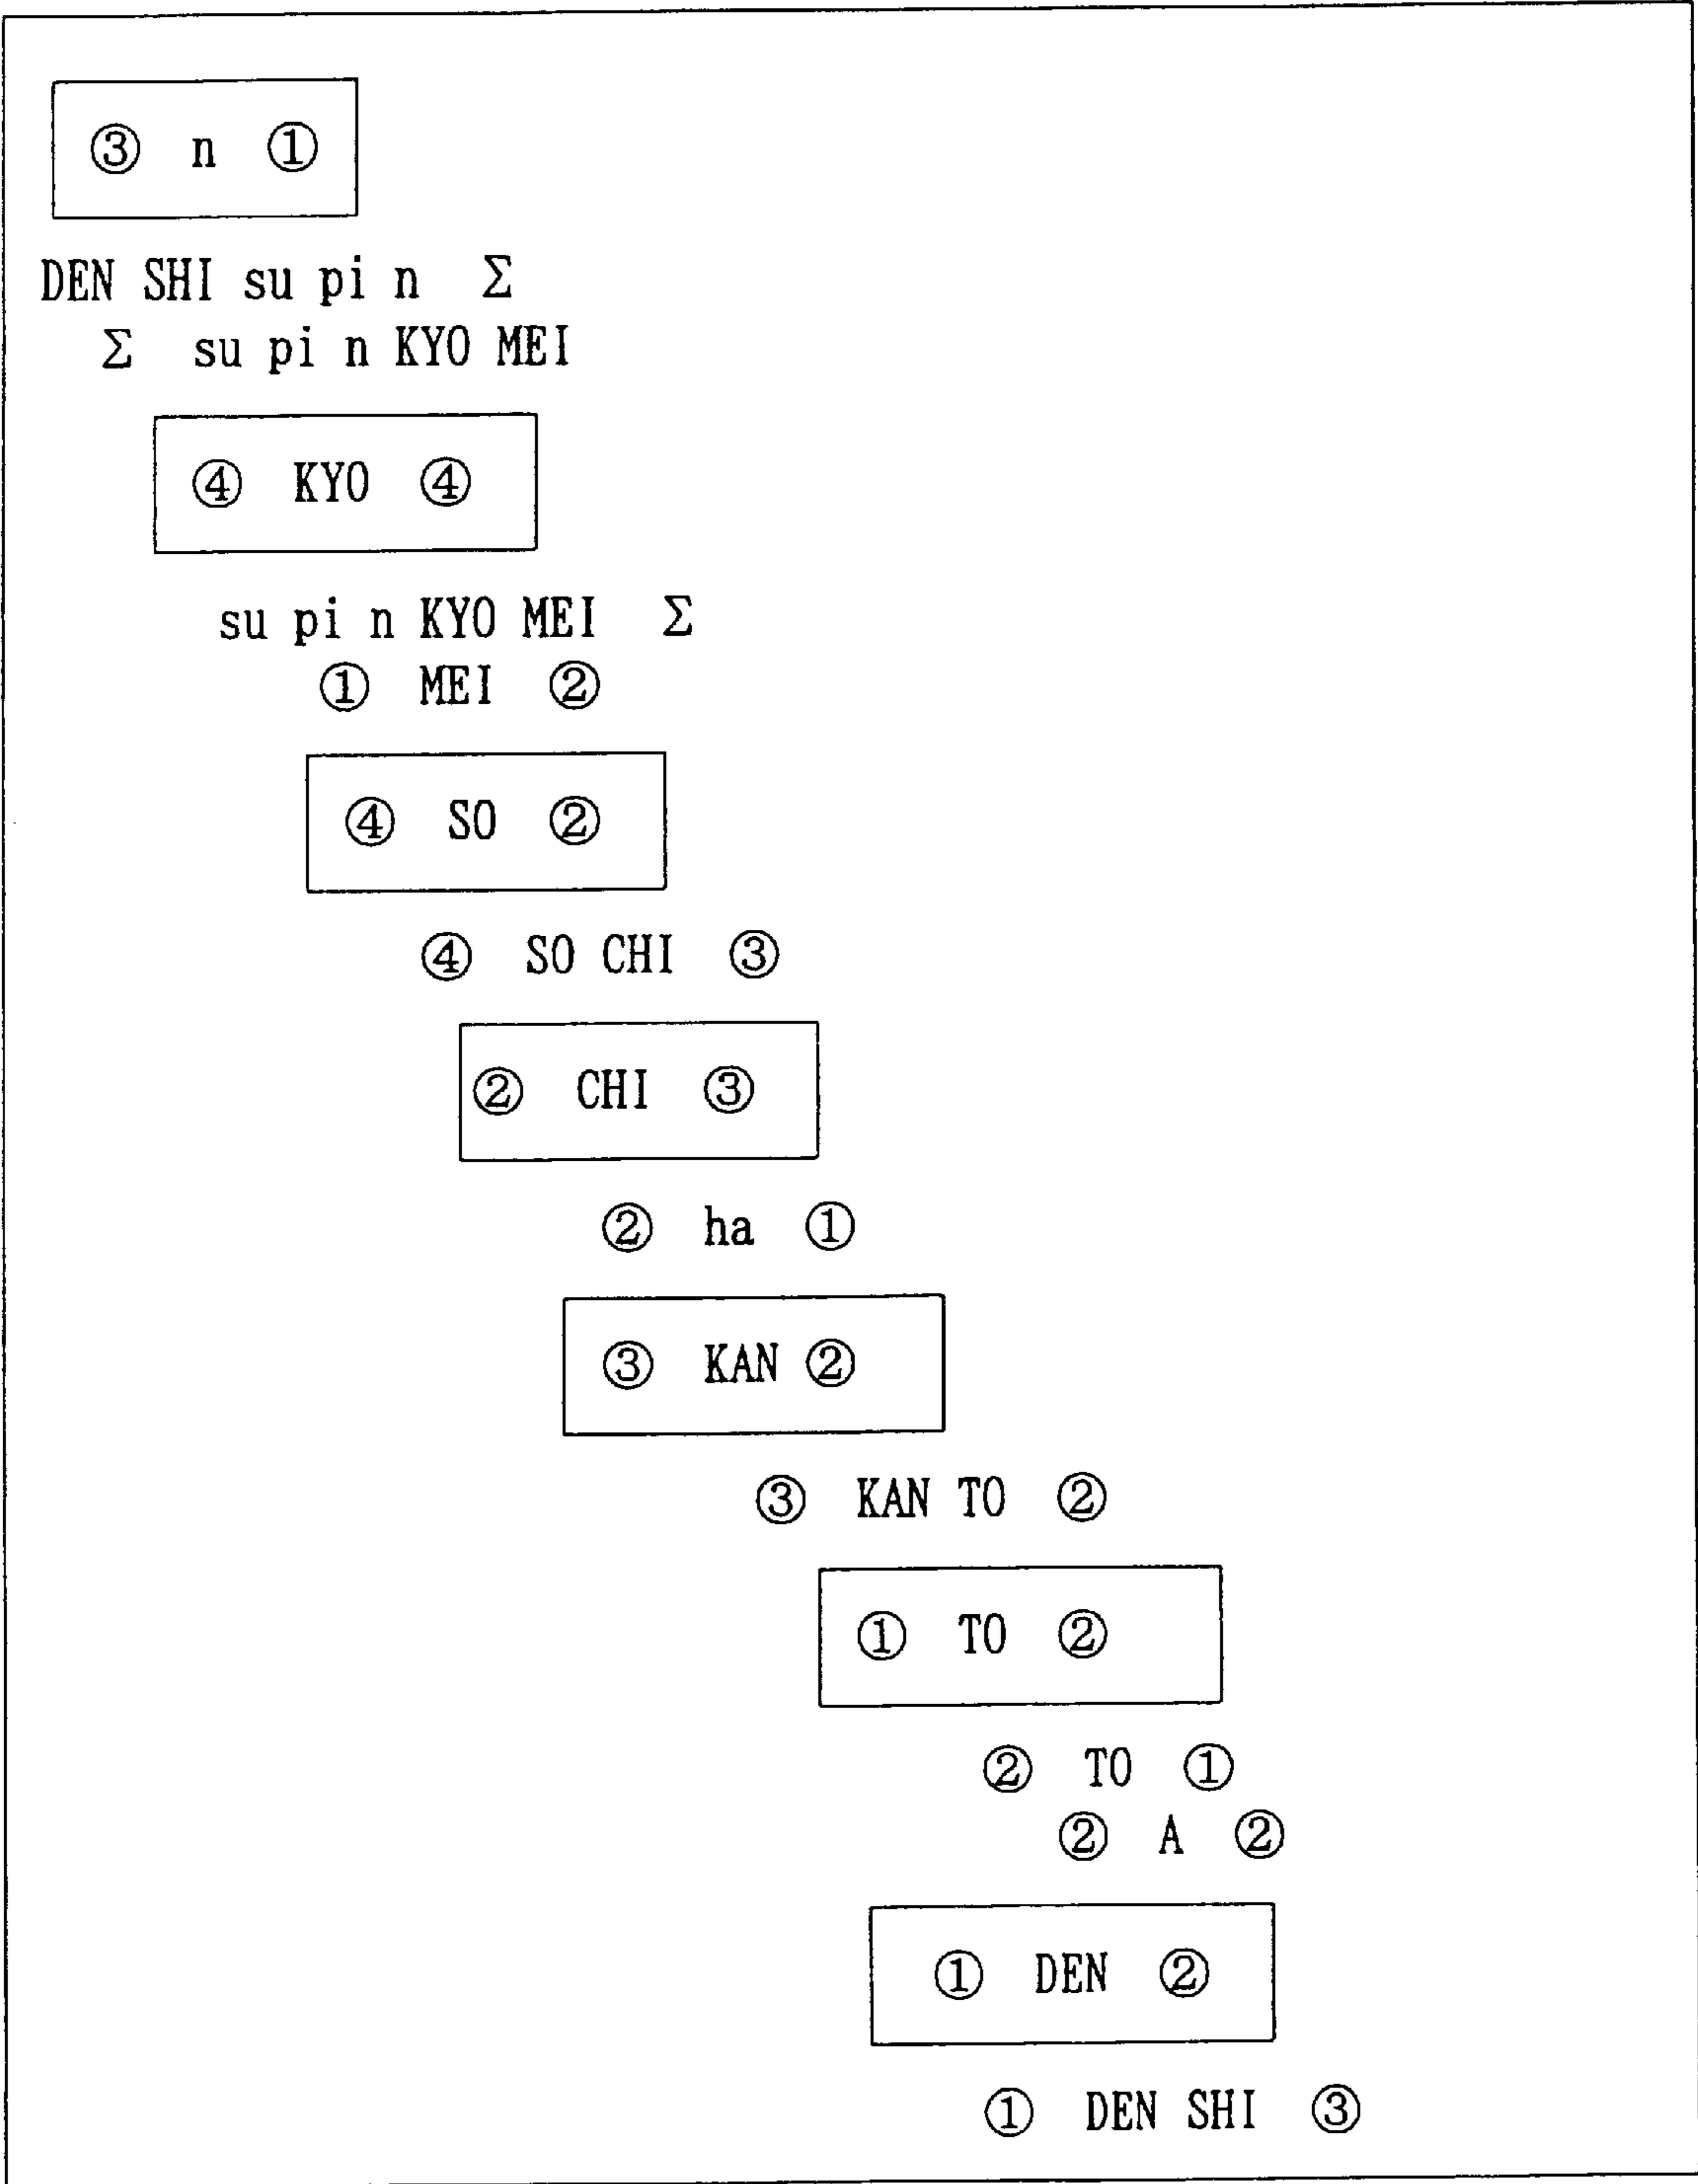 ③ n ①
DEN SHI su pi n Σ
Σ su pi n KYO MEI
④ KYO ④
su pi n KYO MEI Σ
① MEI ②
④ SO ②
④ SO CHI ③
② CHI ③
② ha ①
③ KAN ②
③ KAN TO ②
① TO ②
② TO ①
② A ②
① DEN ②
① DEN SHI ③